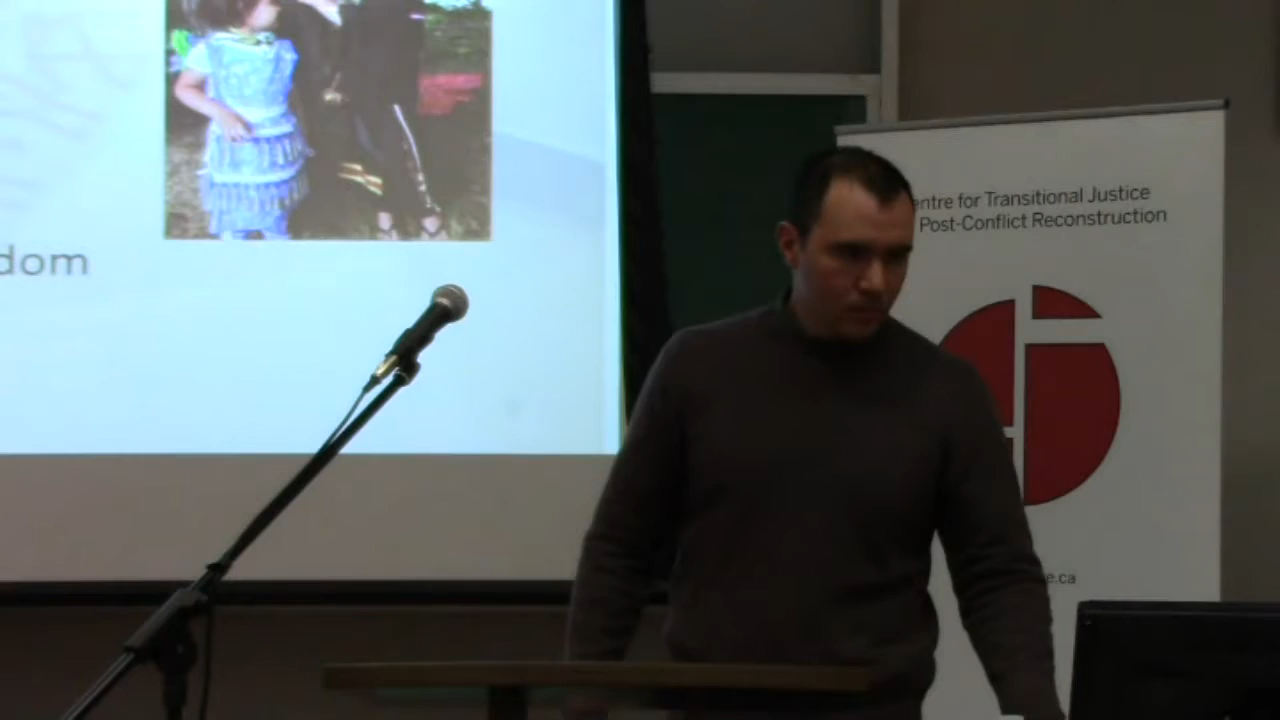 entre for Transitional Justice
Post-Conflict Reconstruction
dom
e.ca